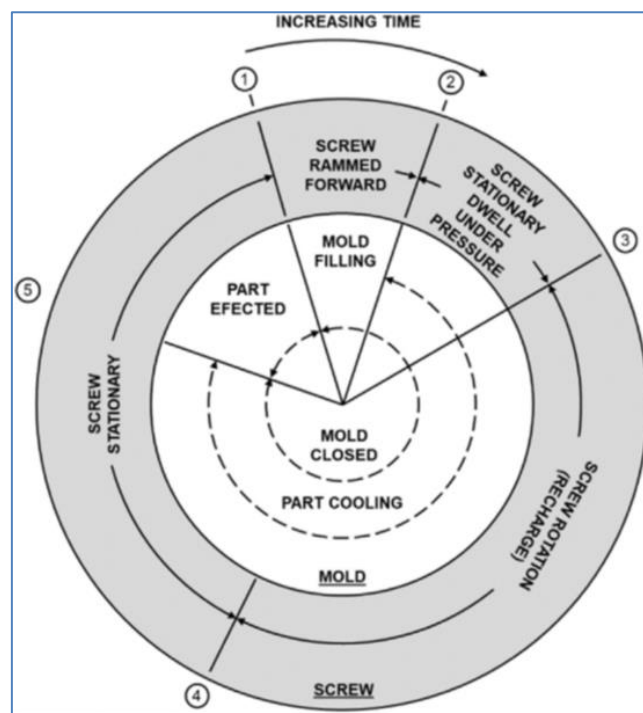 INCREASING TIME
1
2
SCREW
RAMMED
FORWARD
SCREW
STATIONARY
DWELL
UNDER
PRESSURE
3
MOLD
FILLING
PART
EFECTED
5
SCREW
STATIONARY
MOLD
CLOSED
PART COOLING
SCREW ROTATION
(RECHARGE)
MOLD
4
SCREW